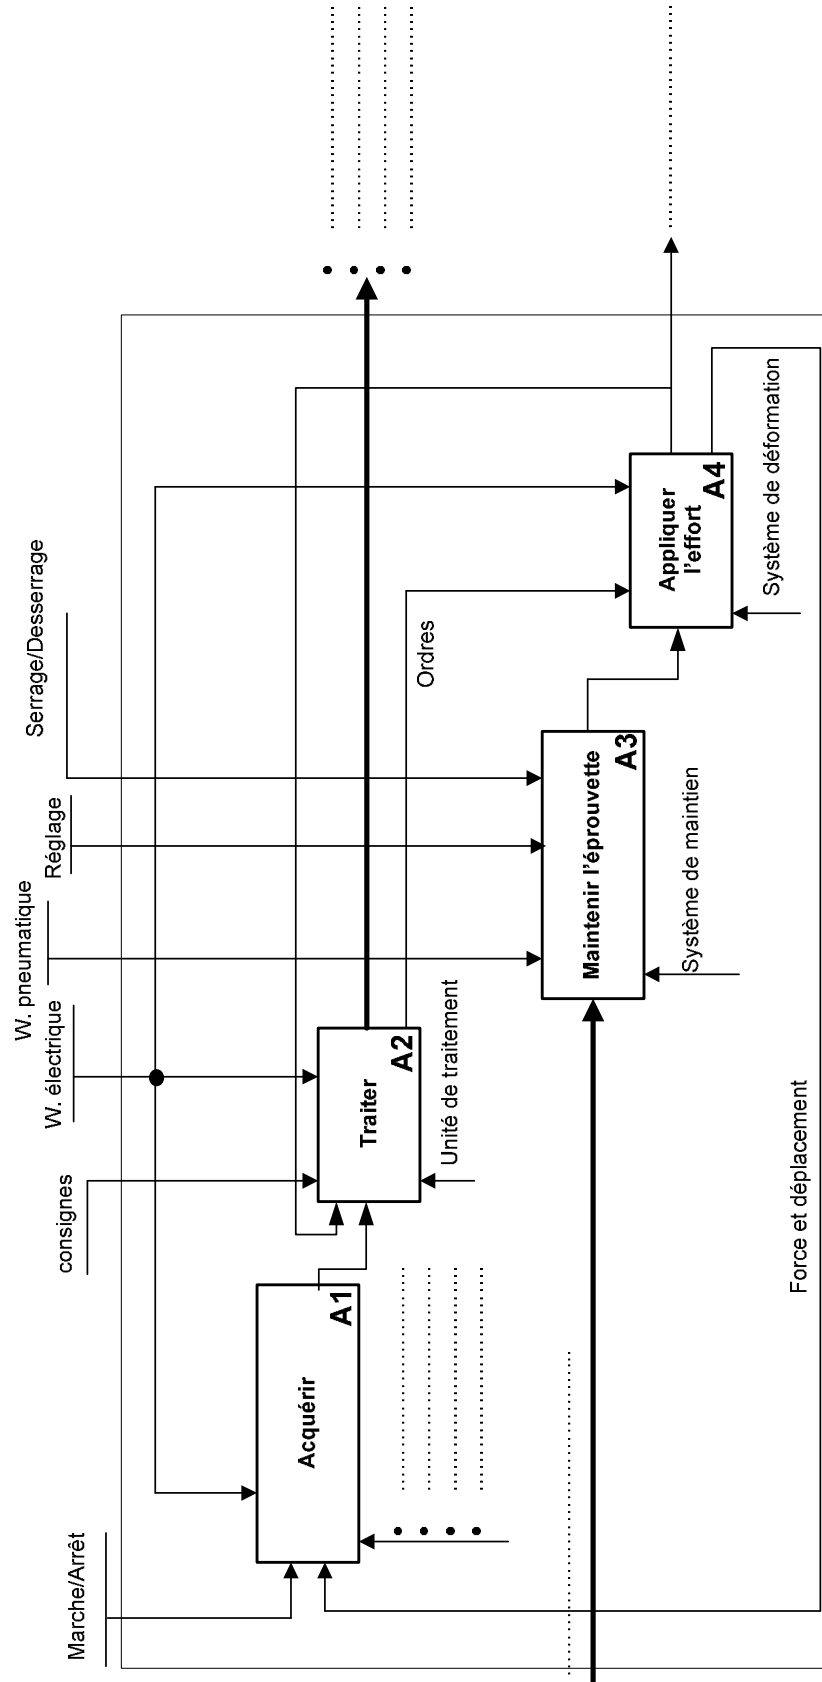 Marche/Arrêt
consignes
W. électrique
W. pneumatique
Réglage
Serrage/Desserrage
Acquérir
A1
Traiter
A2
Unité de traitement
Ordres
Maintenir l'éprouvette
A3
Système de maintien
Appliquer
l'effort
A4
Système de déformation
Force et déplacement